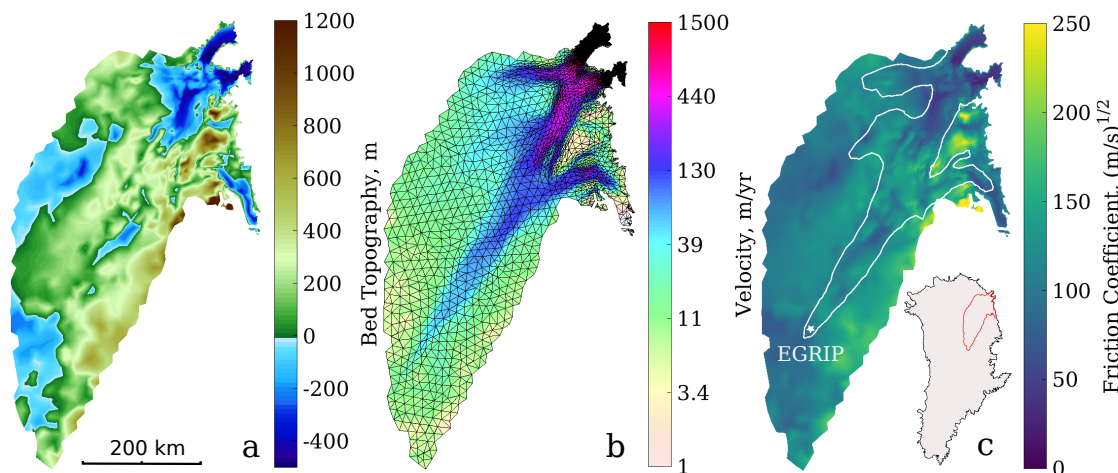 1200
1000
800
600
400
200
0
-200
-400
Bed Topography, m
200 km
a
1500
440
130
39
11
3.4
1
Velocity, m/yr
b
250
200
150
100
50
0
Friction Coefficient, (m/s)^{1/2}
EGRIP
c